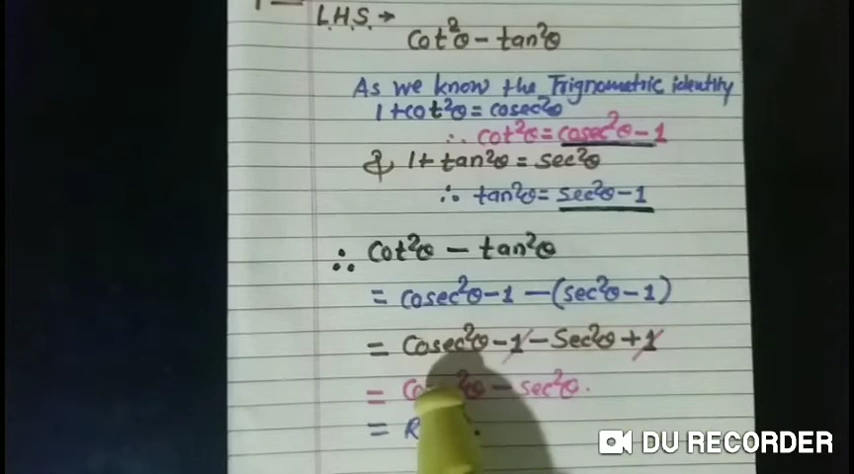 L.H.S. →
cot²θ - tan²θ
As we know the Trignometric identity
1+cot²θ = cosec²θ
∴ cot²θ = cosec²θ - 1
& 1 + tan²θ = sec²θ
∴ tan²θ = sec²θ - 1
∴ cot²θ - tan²θ
= cosec²θ - 1 - (sec²θ - 1)
= cosec²θ - 1 - sec²θ + 1
= θ - sec²θ.
=
DU RECORDER